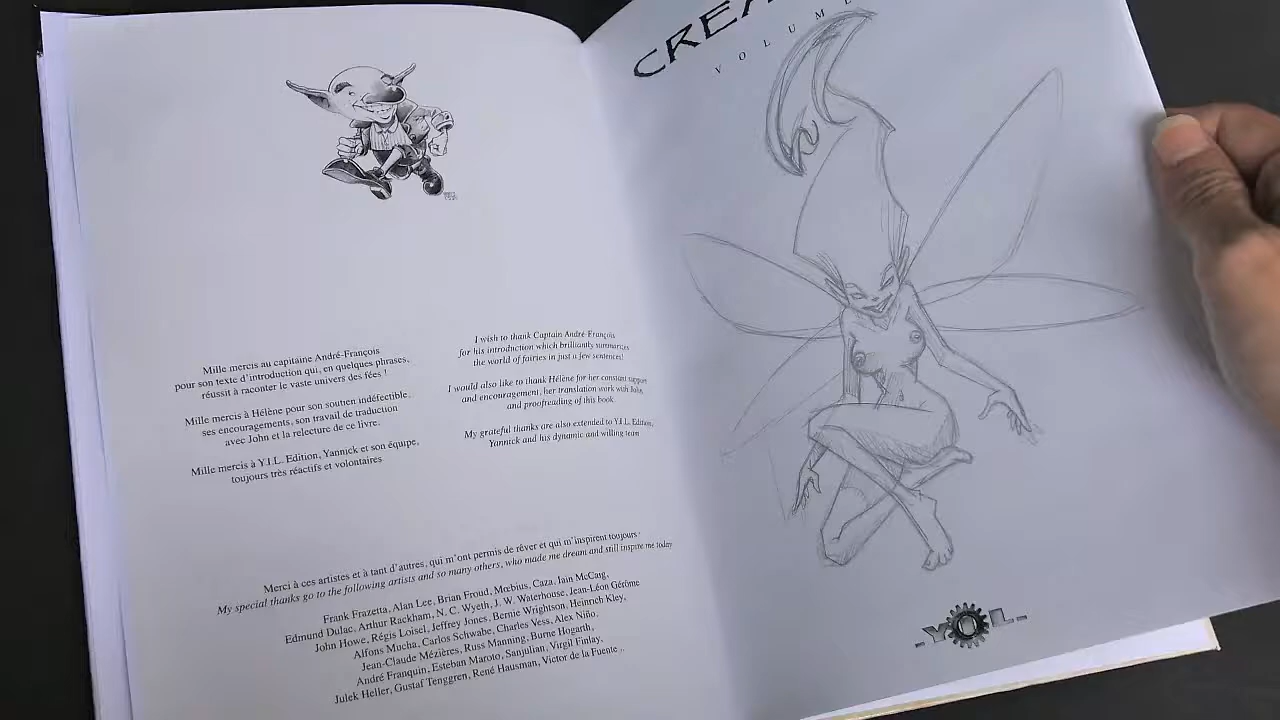 Mille mercis au capitaine André-François
pour son texte d'introduction qui, en quelques phrases,
réussit à raconter le vaste univers des fées !
Mille mercis à Hélène pour son soutien indéfectible,
ses encouragements, son travail de traduction
avec John et la relecture de ce livre.
Mille mercis à Y.I.L. Edition, Yannick et son équipe,
toujours très réactifs et volontaires
I wish to thank Captain André-François
for his introduction which brilliantly summarizes
the world of fairies in just a few sentences!
I would also like to thank Hélène for her constant support
and encouragement, her translation work with John,
and proofreading of this book.
My grateful thanks are also extended to Y.I.L. Edition,
Yannick and his dynamic and willing team
Merci à ces artistes et à tant d'autres, qui m'ont permis de rêver et qui m'inspirent toujours
My special thanks go to the following artists and so many others, who made me dream and still inspire me today
Frank Frazetta, Alan Lee, Brian Froud, Mœbius, Caza, Iain McCaig,
Edmund Dulac, Arthur Rackham, N. C. Wyeth, J. W. Waterhouse, Jean-Léon Gérôme
John Howe, Régis Loisel, Jeffrey Jones, Bernie Wrightson, Heinrich Kley,
Alfons Mucha, Carlos Schwabe, Charles Vess, Alex Niño,
Jean-Claude Mézières, Russ Manning, Burne Hogarth,
André Franquin, Esteban Maroto, Sanjulian, Virgil Finlay,
Julek Heller, Gustaf Tenggren, René Hausman, Victor de la Fuente...
CREA
VOLUME